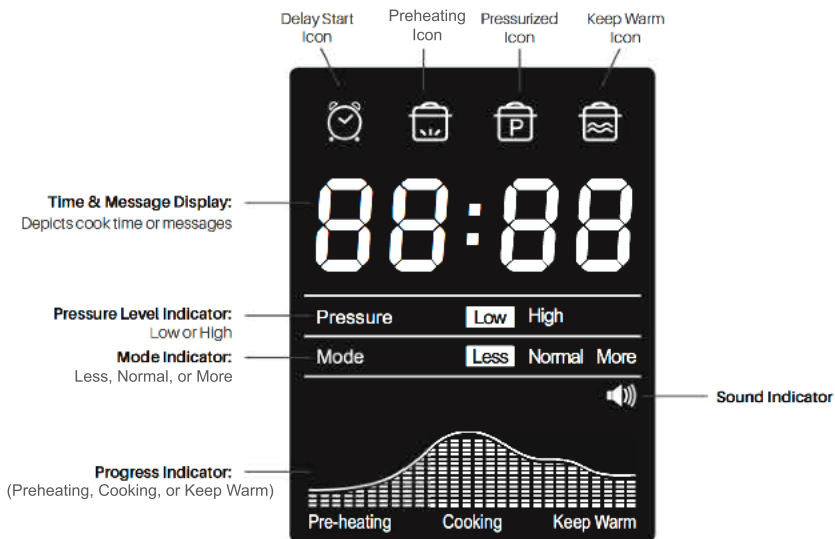 Delay Start
Icon
Preheating
Icon
Pressurized
Icon
Keep Warm
Icon
P
Time & Message Display:
Depicts cook time or messages
88:88
Pressure Level Indicator:
Low or High
Pressure Low High
Mode Indicator:
Less, Normal, or More
Mode Less Normal More
Sound Indicator
Progress Indicator:
(Preheating, Cooking, or Keep Warm)
Pre-heating Cooking Keep Warm